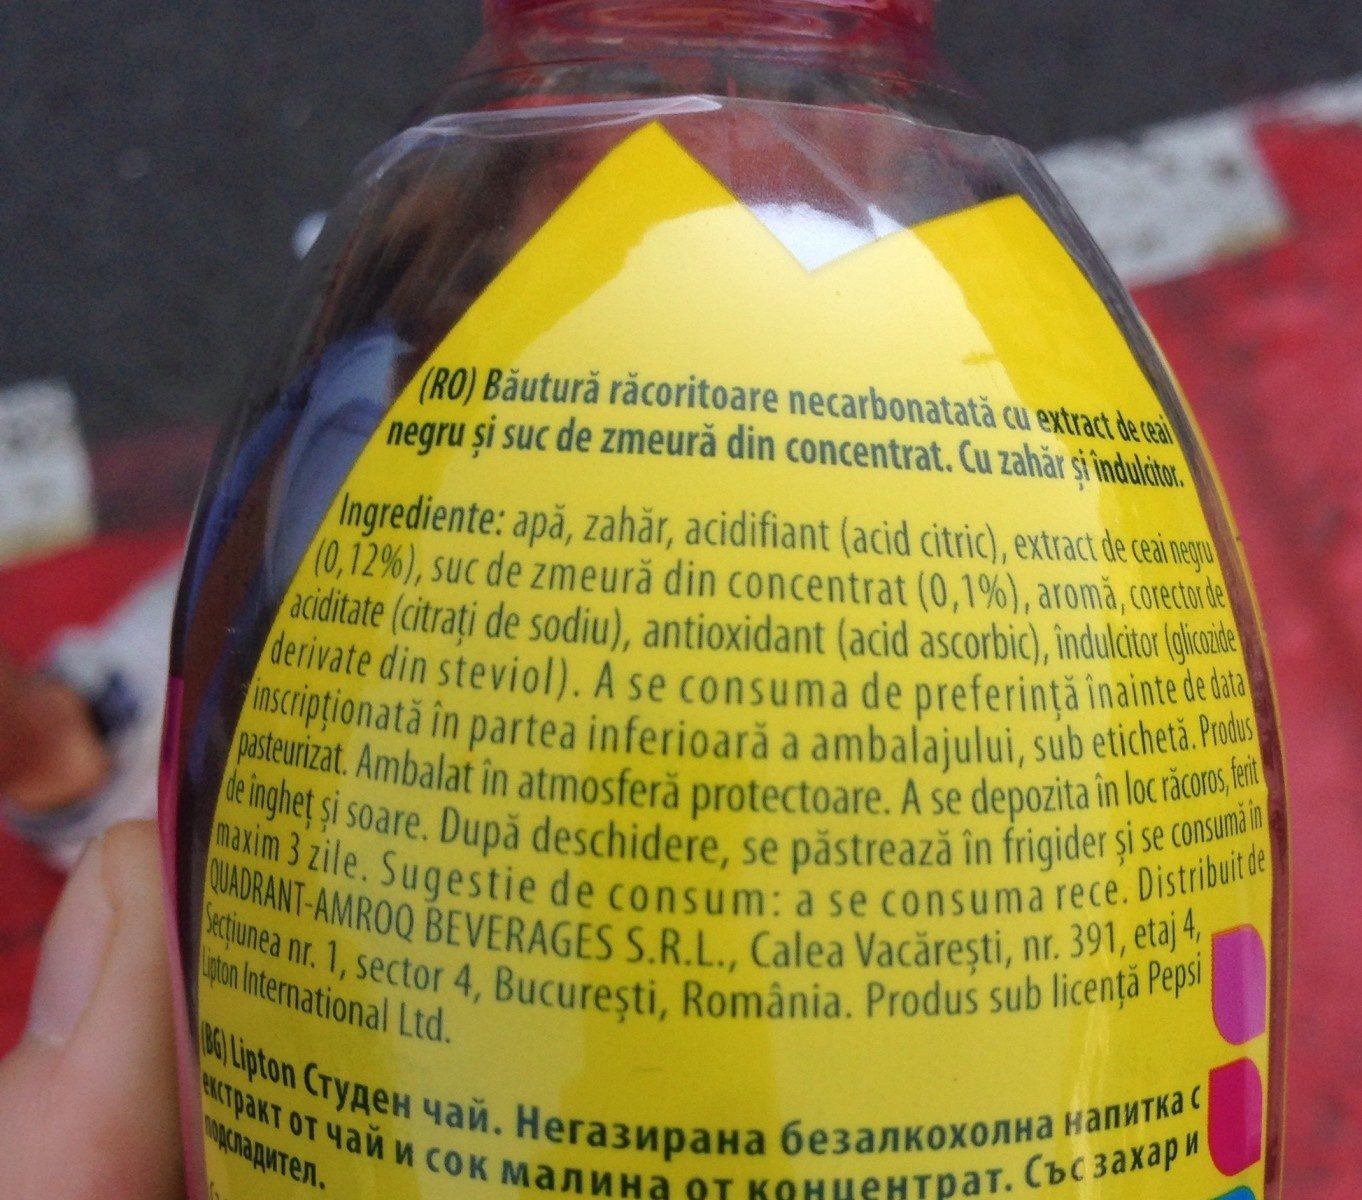 (RO) Băutură răcoritoare necarbonatată cu extract de ceai
negru și suc de zmeură din concentrat. Cu zahăr și îndulcitor.
Ingrediente: apă, zahăr, acidifiant (acid citric), extract de ceai negru
(0,12%), suc de zmeură din concentrat (0,1%), aromă, corector de
aciditate (citrați de sodiu), antioxidant (acid ascorbic), îndulcitor (glicozide
derivate din steviol). A se consuma de preferință înainte de data
inscripționată în partea inferioară a ambalajului, sub etichetă. Produs
pasteurizat. Ambalat în atmosferă protectoare. A se depozita în loc răcoros, ferit
de îngheț și soare. După deschidere, se păstrează în frigider și se consumă în
maxim 3 zile. Sugestie de consum: a se consuma rece. Distribuit de
QUADRANT-AMROQ BEVERAGES S.R.L., Calea Vacărești, nr. 391, etaj 4,
Secțiunea nr. 1, sector 4, București, România. Produs sub licență Pepsi
Lipton International Ltd.
(BG) Lipton Студен чай. Негазирана безалкохолна напитка с
екстракт от чай и сок малина от концентрат. Със захар и
подсладител.